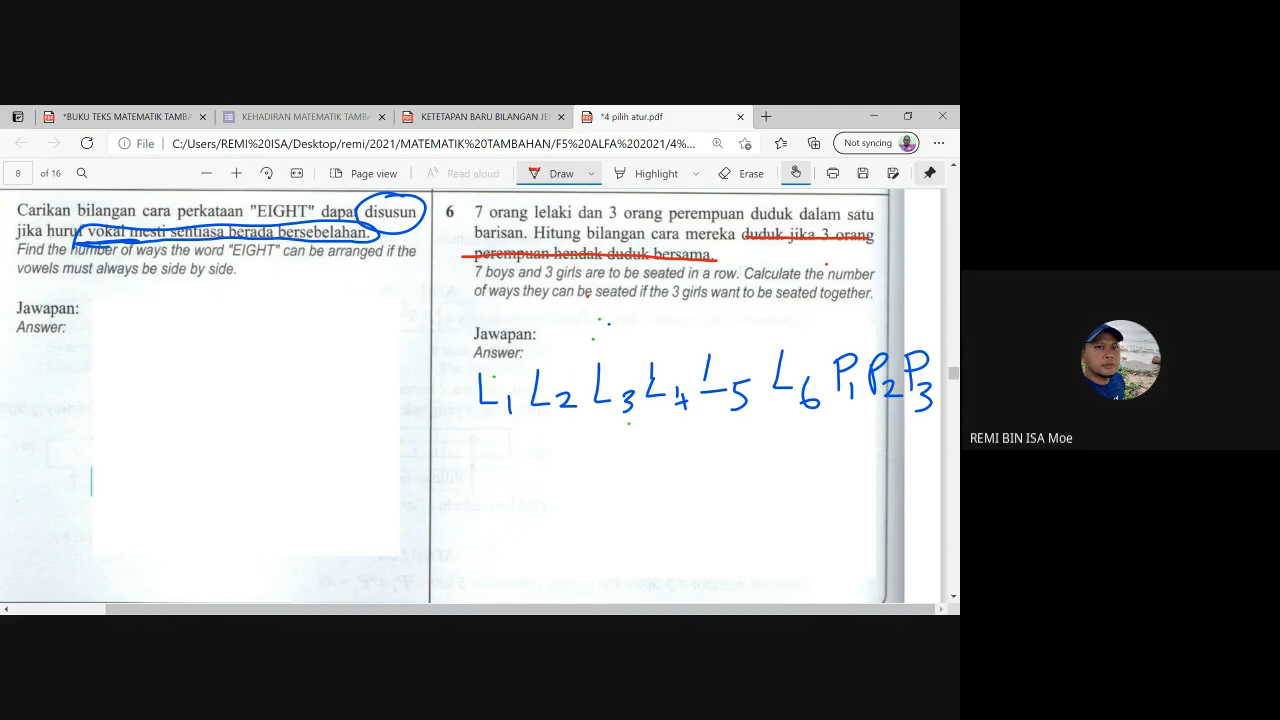 *BUKU TEKS MATEMATIK TAMBA
KEHADIRAN MATEMATIK TAMBA
KETETAPAN BARU BILANGAN JE
*4 pilih atur.pdf
File
C:/Users/REMI%20ISA/Desktop/remi/2021/MATEMATIK%20TAMBAHAN/F5%20ALFA%202021/4%...
Not syncing
8 of 16
Page view
Read aloud
Draw
Highlight
Erase
Carikan bilangan cara perkataan "EIGHT" dapat disusun
jika huruf vokal mesti sentiasa berada bersebelahan.
Find the number of ways the word "EIGHT" can be arranged if the
vowels must always be side by side.
Jawapan:
Answer:
6 7 orang lelaki dan 3 orang perempuan duduk dalam satu
barisan. Hitung bilangan cara mereka duduk jika 3 orang
perempuan hendak duduk bersama.
7 boys and 3 girls are to be seated in a row. Calculate the number
of ways they can be seated if the 3 girls want to be seated together.
Jawapan:
Answer:
L1 L2 L3 L4 L5 L6 P1 P2 P3
REMI BIN ISA Moe